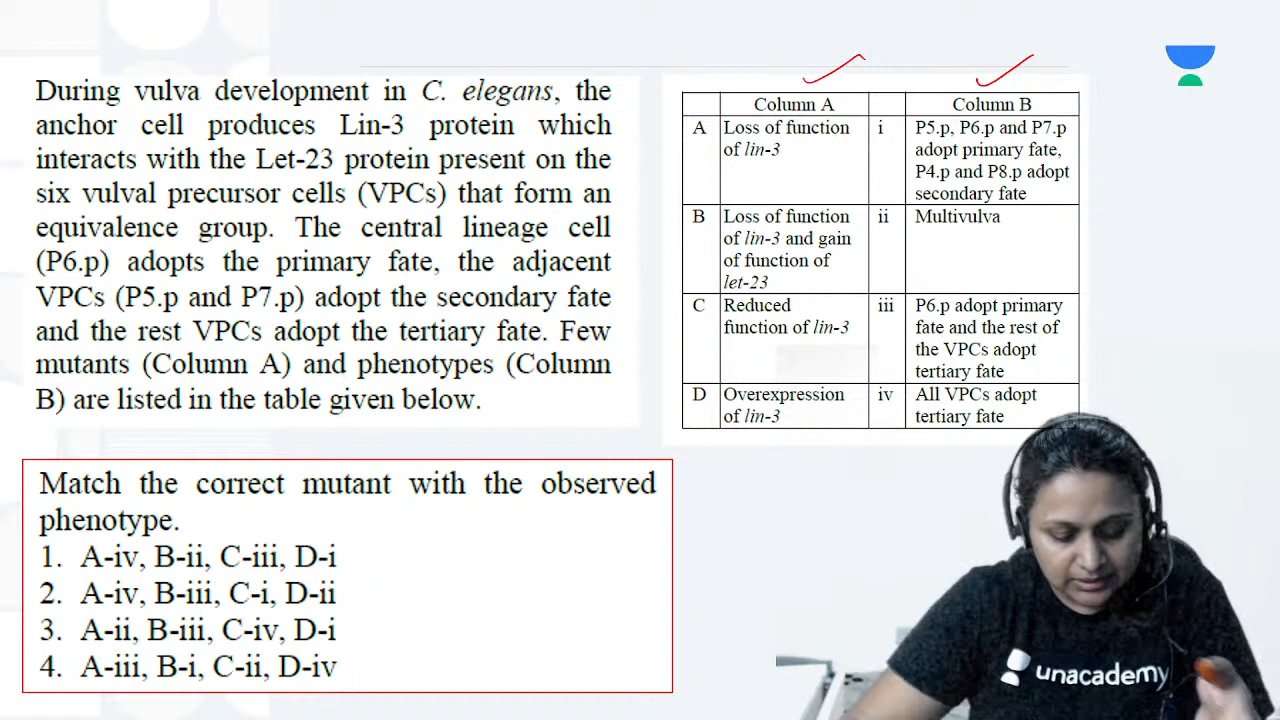 During vulva development in C. elegans, the
anchor cell produces Lin-3 protein which
interacts with the Let-23 protein present on the
six vulval precursor cells (VPCs) that form an
equivalence group. The central lineage cell
(P6.p) adopts the primary fate, the adjacent
VPCs (P5.p and P7.p) adopt the secondary fate
and the rest VPCs adopt the tertiary fate. Few
mutants (Column A) and phenotypes (Column
B) are listed in the table given below.
Column A Column B
A Loss of function of lin-3 i P5.p, P6.p and P7.p
adopt primary fate,
P4.p and P8.p adopt
secondary fate
B Loss of function ii Multivulva
of lin-3 and gain
of function of
let-23
C Reduced iii P6.p adopt primary
function of lin-3 fate and the rest of
the VPCs adopt
tertiary fate
D Overexpression iv All VPCs adopt
of lin-3 tertiary fate
Match the correct mutant with the observed
phenotype.
1. A-iv, B-ii, C-iii, D-i
2. A-iv, B-iii, C-i, D-ii
3. A-ii, B-iii, C-iv, D-i
4. A-iii, B-i, C-ii, D-iv
unacademy